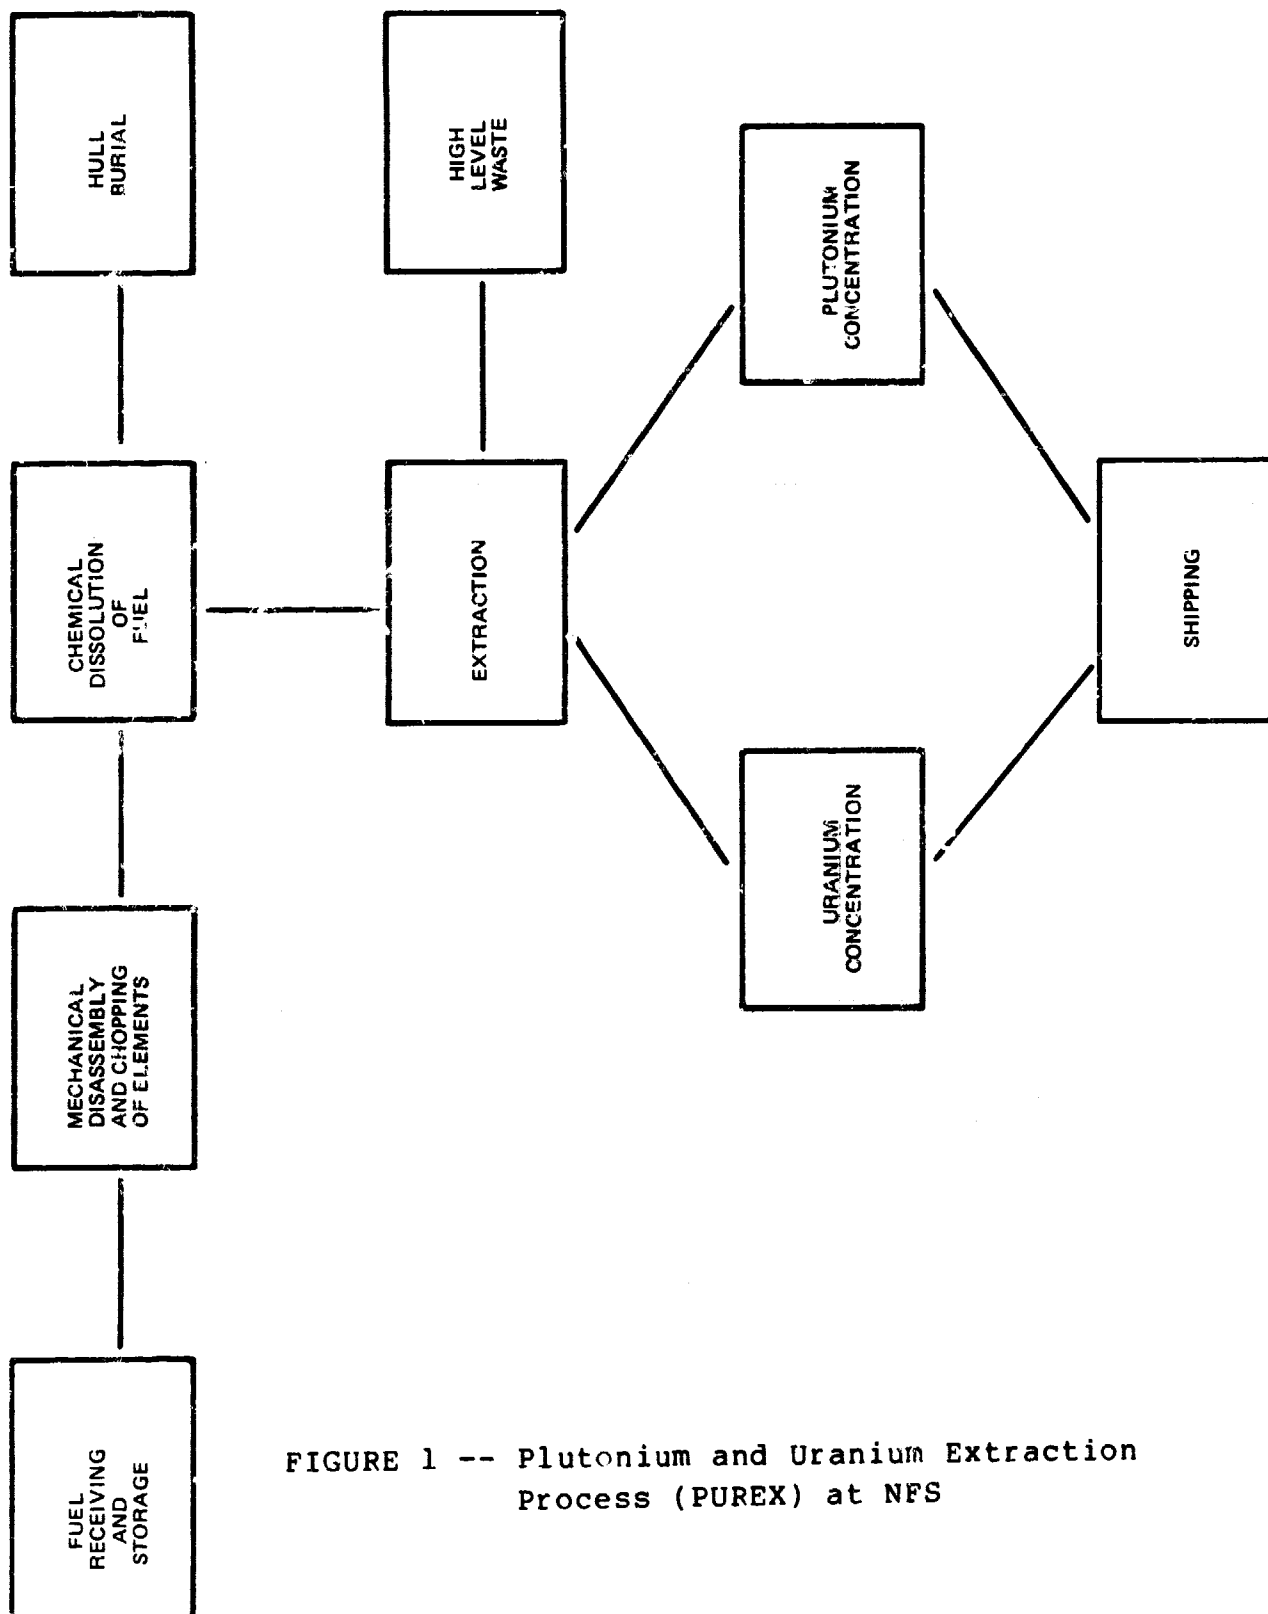 FUEL
RECEIVING
AND
STORAGE
MECHANICAL
DISASSEMBLY
AND CHOPPING
OF ELEMENTS
CHEMICAL
DISSOLUTION
OF
FUEL
HULL
BURIAL
EXTRACTION
HIGH
LEVEL
WASTE
URANIUM
CONCENTRATION
PLUTONIUM
CONCENTRATION
SHIPPING
FIGURE 1 -- Plutonium and Uranium Extraction
Process (PUREX) at NFS